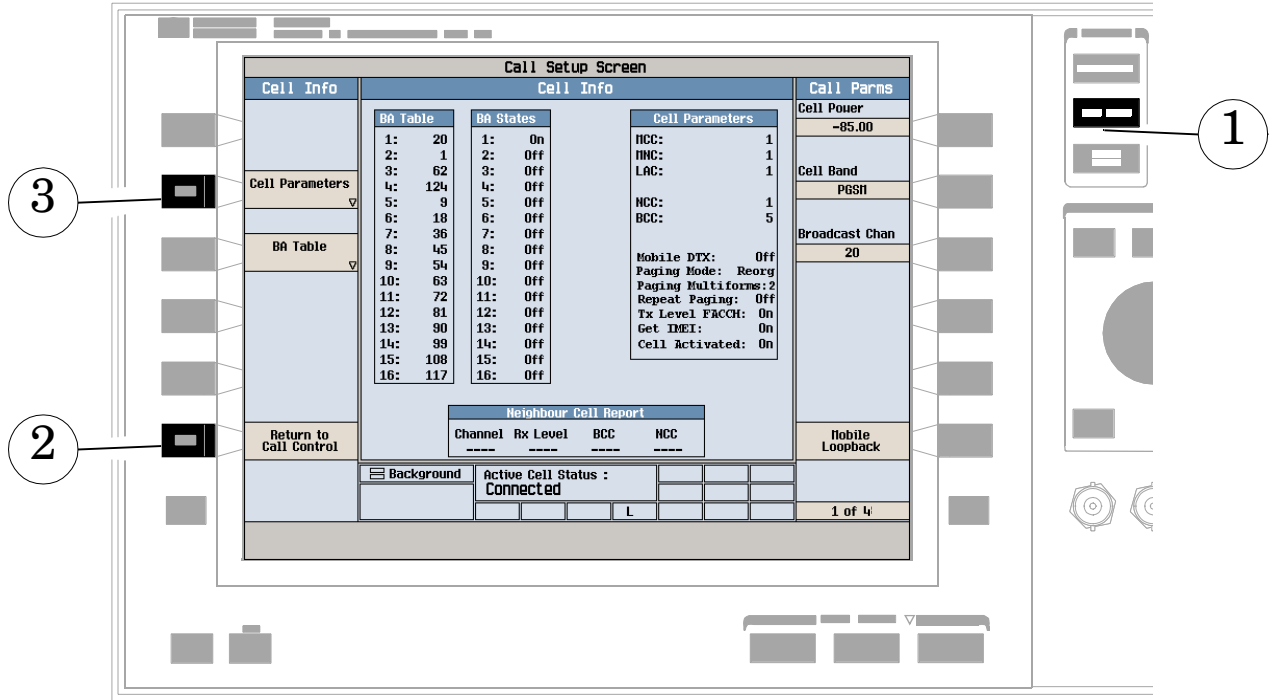 Call Setup Screen
Cell Info
Cell Info
Call Parms
Cell Parameters
▽
BA Table
▽
Return to
Call Control
BA Table
1: 20
2: 1
3: 62
4: 124
5: 9
6: 18
7: 36
8: 45
9: 54
10: 63
11: 72
12: 81
13: 90
14: 99
15: 108
16: 117
BA States
1: On
2: Off
3: Off
4: Off
5: Off
6: Off
7: Off
8: Off
9: Off
10: Off
11: Off
12: Off
13: Off
14: Off
15: Off
16: Off
Cell Parameters
MCC: 1
MNC: 1
LAC: 1
NCC: 1
BCC: 5
Mobile DTX: Off
Paging Mode: Reorg
Paging Multiforms:2
Repeat Paging: Off
Tx Level FACCH: On
Get IMEI: On
Cell Activated: On
Neighbour Cell Report
Channel Rx Level BCC NCC
---- ---- ---- ----
Background
Active Cell Status :
Connected
L
Cell Power
-85.00
Cell Band
PGSM
Broadcast Chan
20
Mobile
Loopback
1 of 4
1
3
2